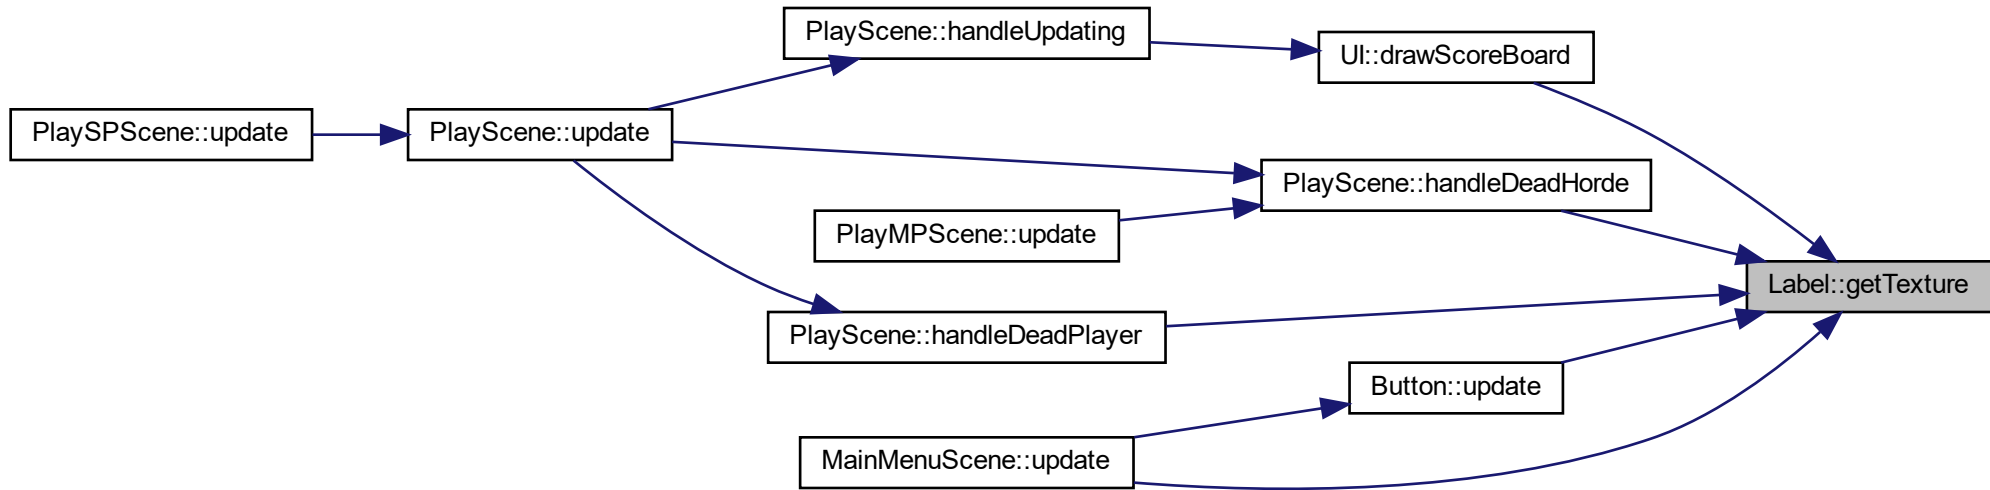 PlayScene::handleUpdating
UI::drawScoreBoard
PlaySPScene::update
PlayScene::update
PlayScene::handleDeadHorde
PlayMPScene::update
Label::getTexture
PlayScene::handleDeadPlayer
Button::update
MainMenuScene::update